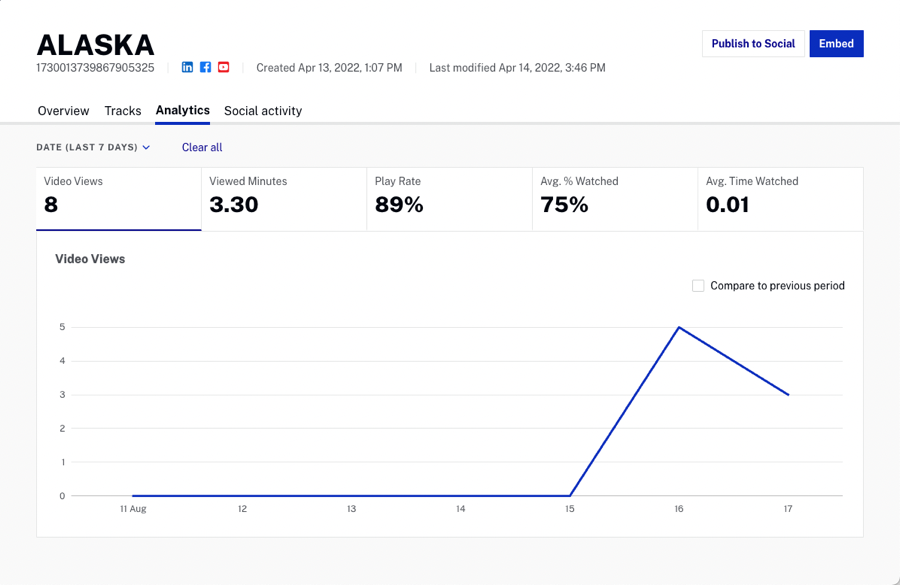 ALASKA
Publish to Social
Embed
1730013739867905325
Created Apr 13, 2022, 1:07 PM
Last modified Apr 14, 2022, 3:46 PM
Overview Tracks Analytics Social activity
DATE (LAST 7 DAYS) Clear all
Video Views Viewed Minutes Play Rate Avg. % Watched Avg. Time Watched
8 3.30 89% 75% 0.01
Video Views
Compare to previous period
5
4
3
2
1
0
11 Aug 12 13 14 15 16 17